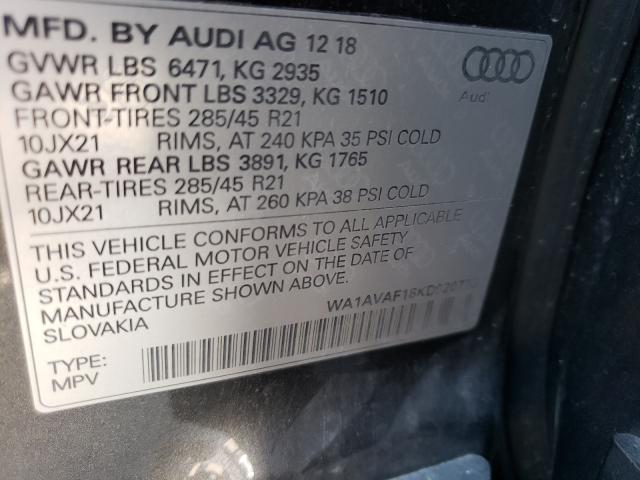 MFD. BY AUDI AG 12 18
GVWR LBS 6471, KG 2935
GAWR FRONT LBS 3329, KG 1510
FRONT-TIRES 285/45 R21
10JX21 RIMS, AT 240 KPA 35 PSI COLD
GAWR REAR LBS 3891, KG 1765
REAR-TIRES 285/45 R21
10JX21 RIMS, AT 260 KPA 38 PSI COLD
Audi
THIS VEHICLE CONFORMS TO ALL APPLICABLE
U.S. FEDERAL MOTOR VEHICLE SAFETY
STANDARDS IN EFFECT ON THE DATE OF
MANUFACTURE SHOWN ABOVE.
SLOVAKIA
TYPE:
MPV